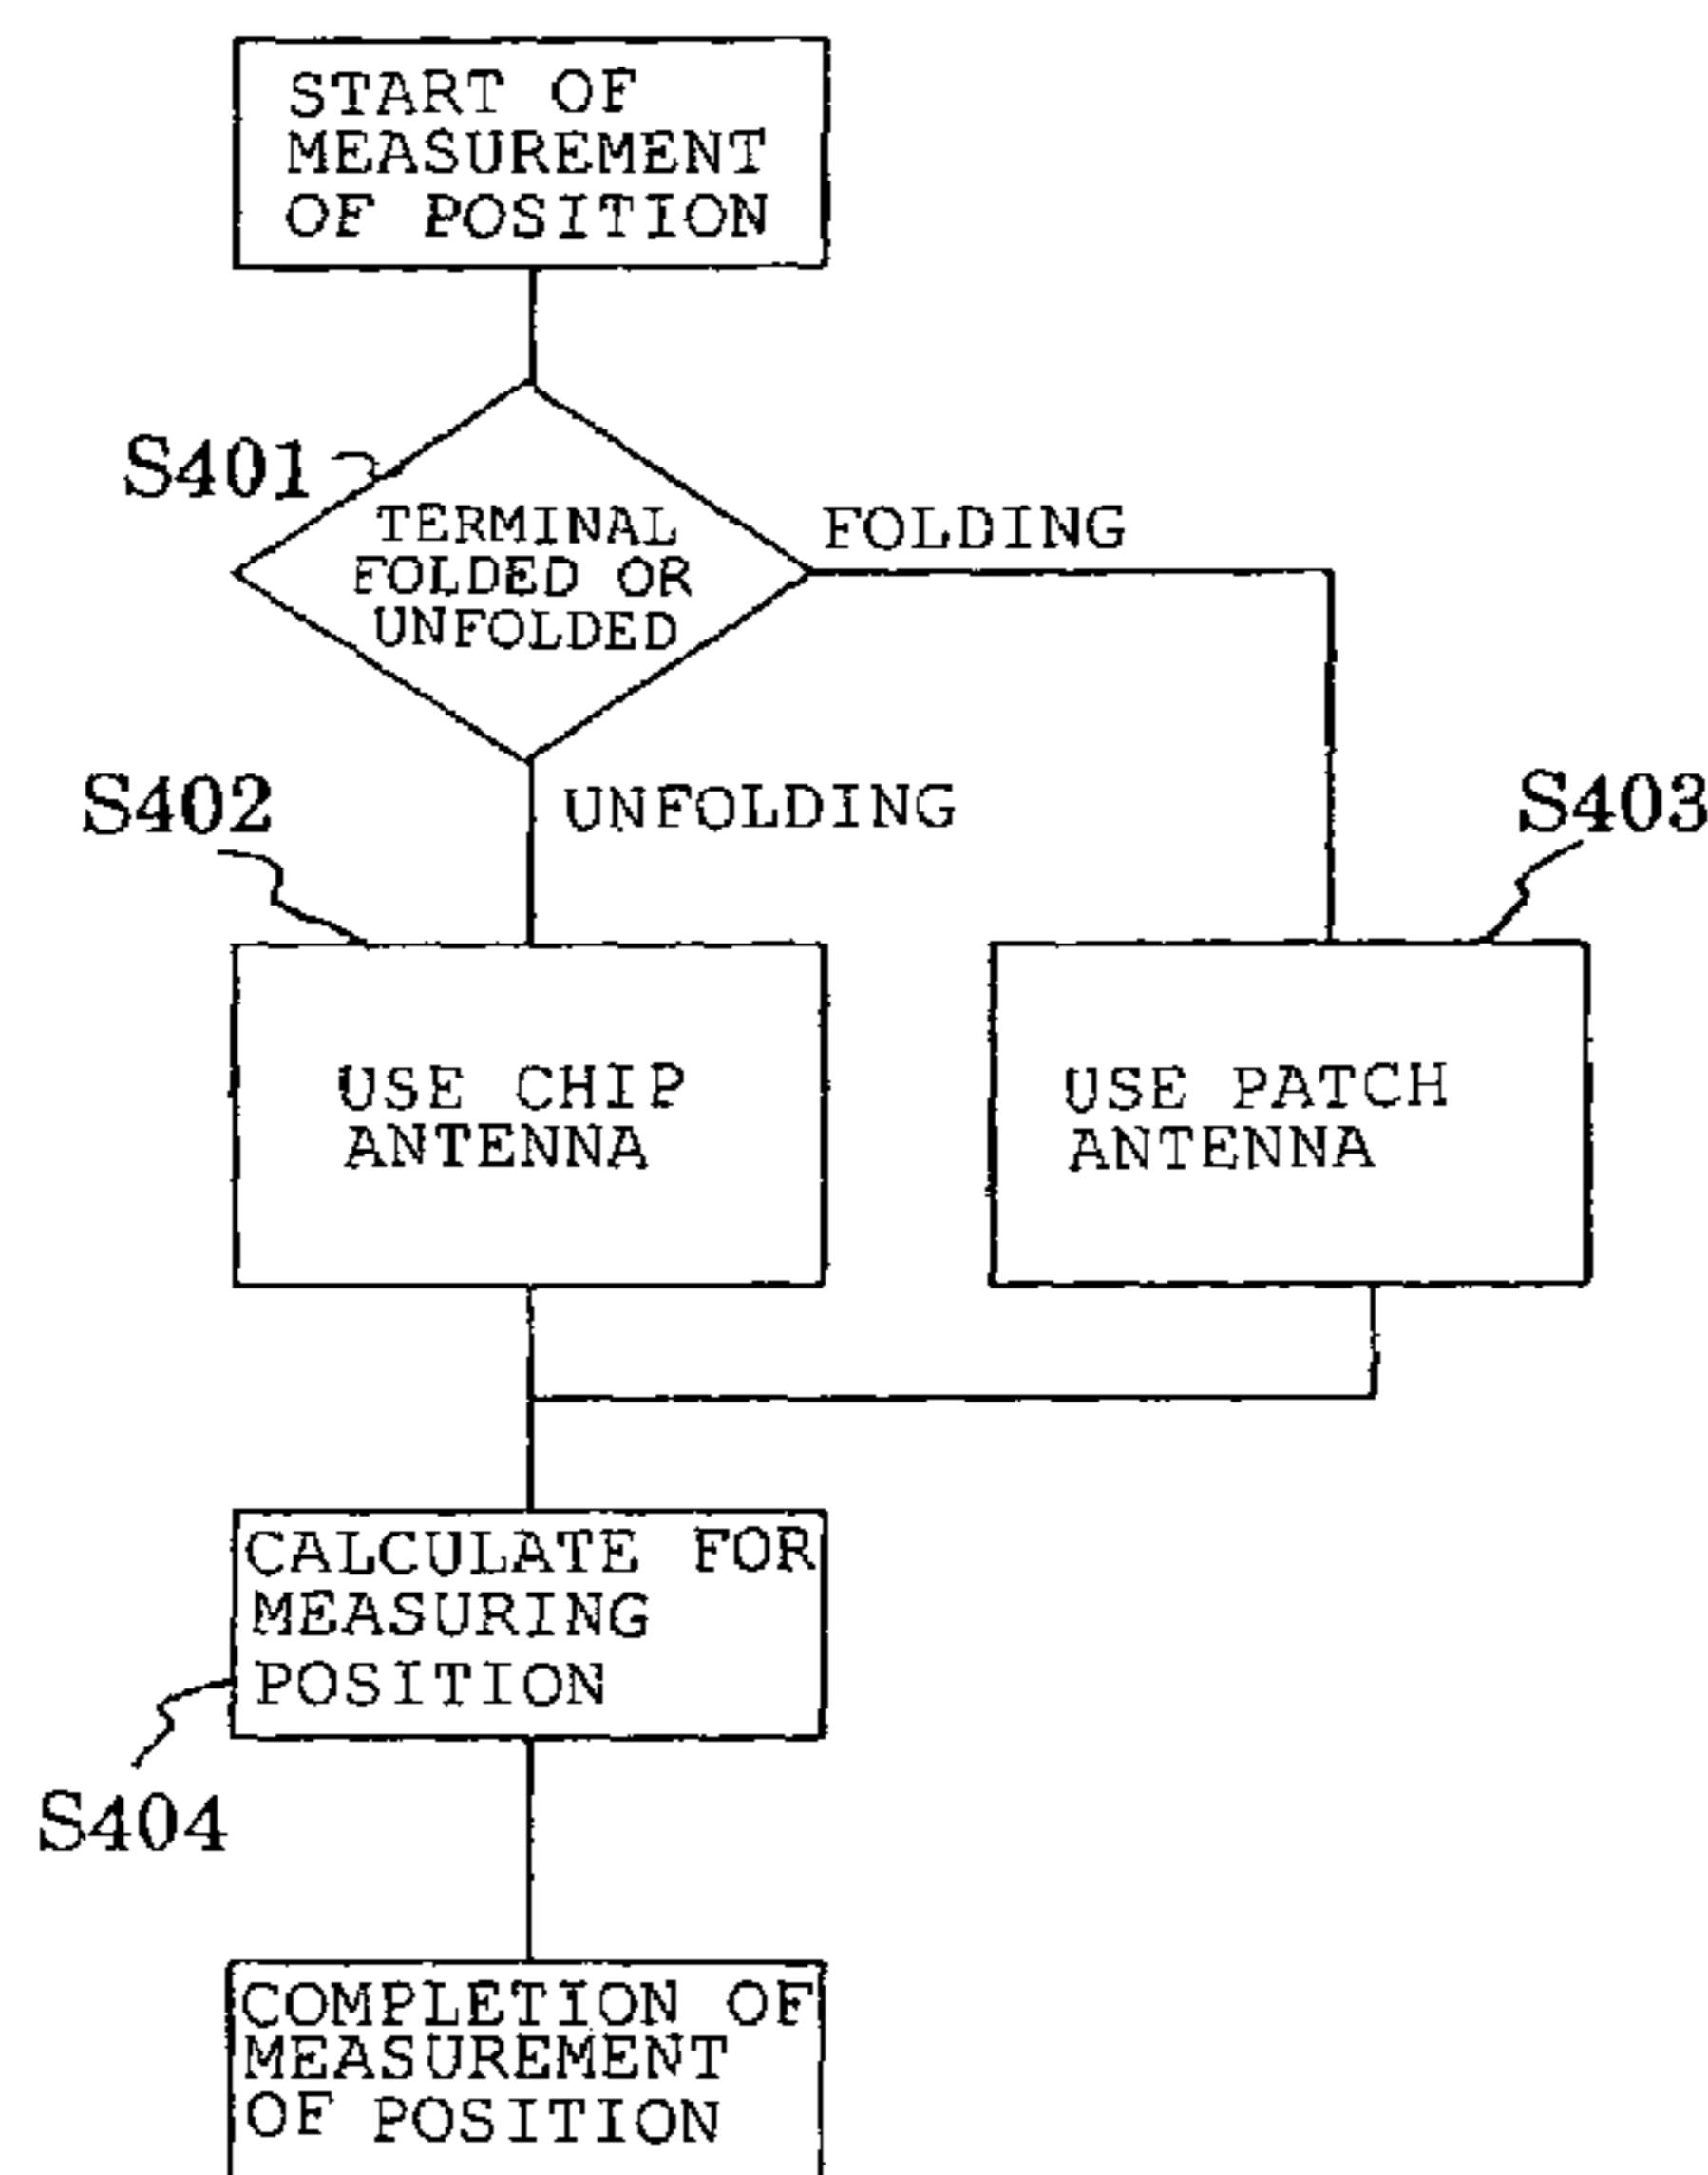 START OF
MEASUREMENT
OF POSITION
S401
TERMINAL
FOLDED OR
UNFOLDED
FOLDING
S402
UNFOLDING
S403
USE CHIP
ANTENNA
USE PATCH
ANTENNA
CALCULATE FOR
MEASURING
POSITION
S404
COMPLETION OF
MEASUREMENT
OF POSITION